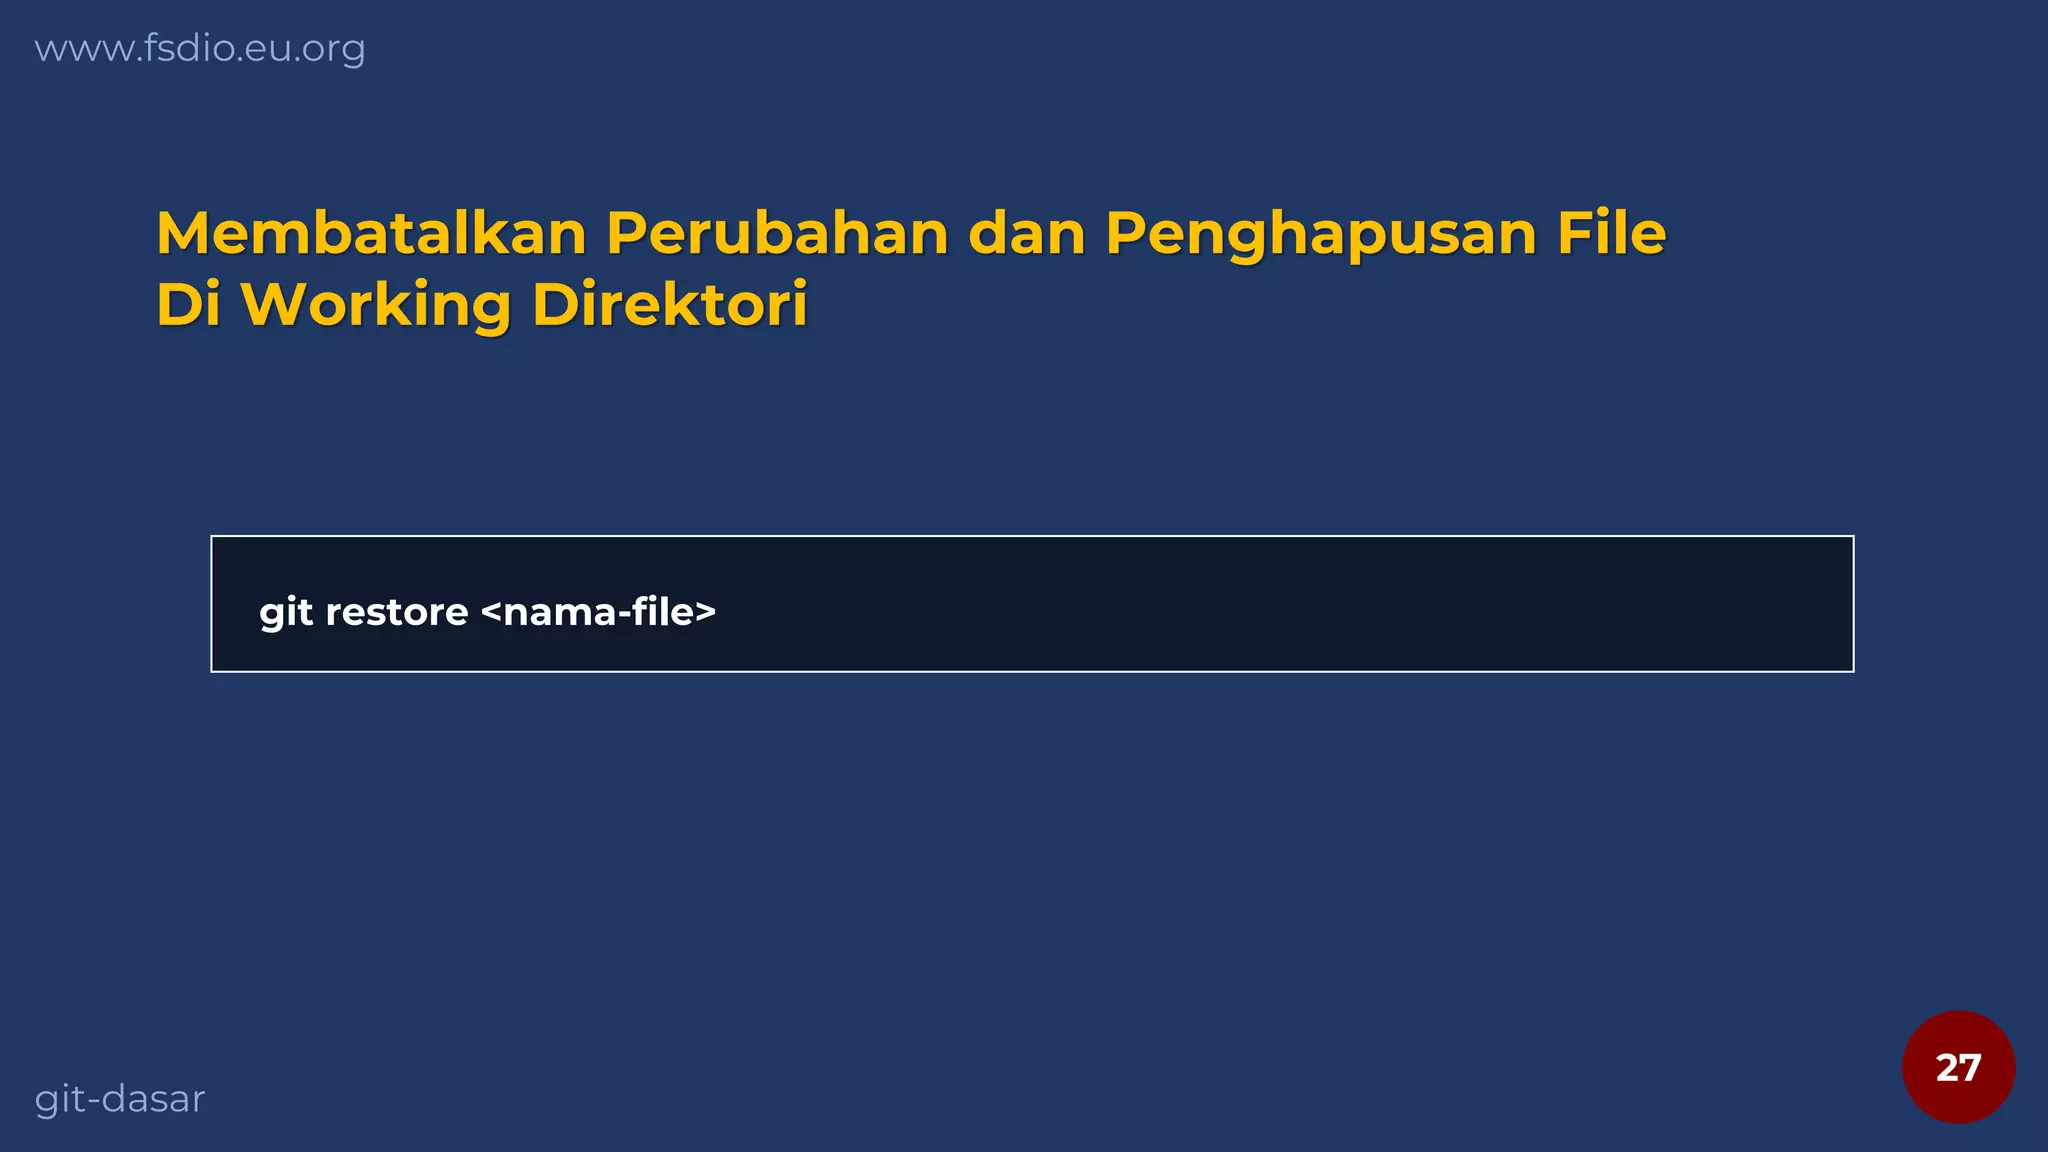 www.fsdio.eu.org
Membatalkan Perubahan dan Penghapusan File
Di Working Direktori
git restore <nama-file>
27
git-dasar